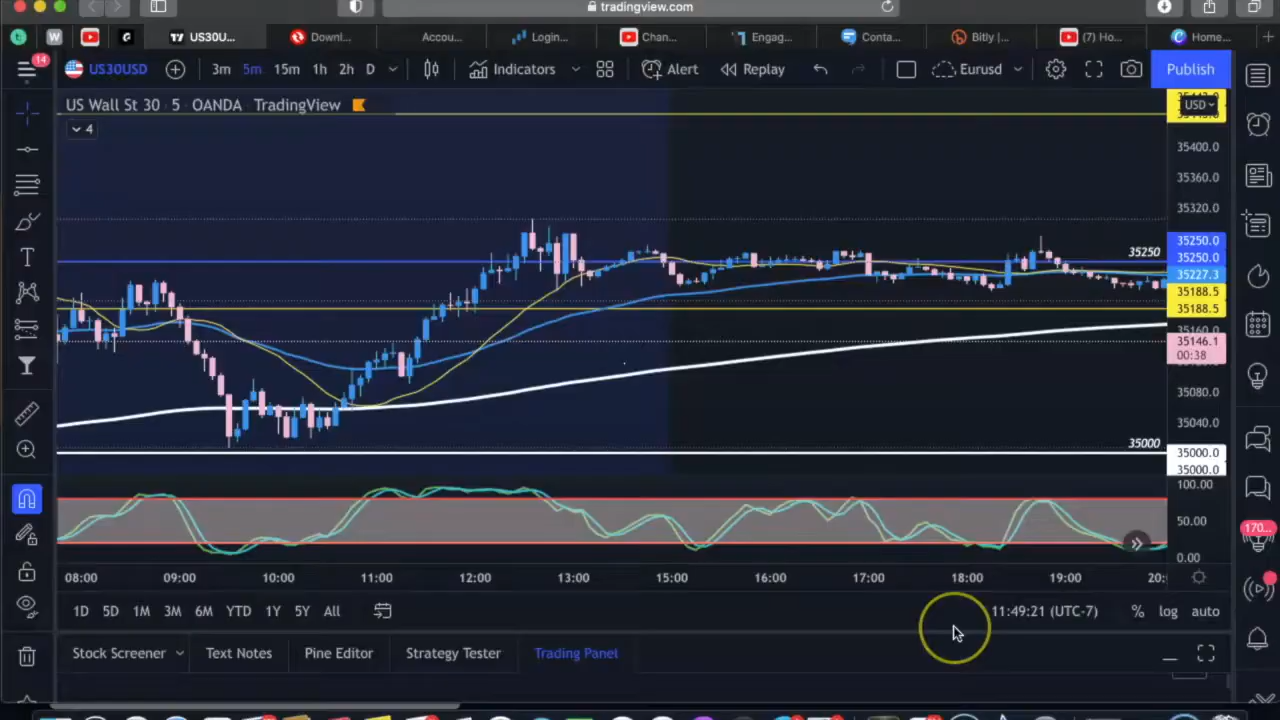 tradingview.com
US30U...
Downl...
Accou...
Login...
Chan...
Engag...
Conta...
Bitly |...
(7) Ho...
Home...
14
US30USD
3m 5m 15m 1h 2h D
Indicators
Alert
Replay
Eurusd
Publish
US Wall St 30 · 5 · OANDA TradingView
USD
4
35400.0
35360.0
35320.0
35250
35250.0
35250.0
35227.3
35188.5
35188.5
35160.0
35146.1
00:38
35080.0
35040.0
35000
35000.0
35000.0
100.00
50.00
0.00
170...
08:00 09:00 10:00 11:00 12:00 13:00 15:00 16:00 17:00 18:00 19:00 20:
1D 5D 1M 3M 6M YTD 1Y 5Y All
11:49:21 (UTC-7) % log auto
Stock Screener Text Notes Pine Editor Strategy Tester Trading Panel